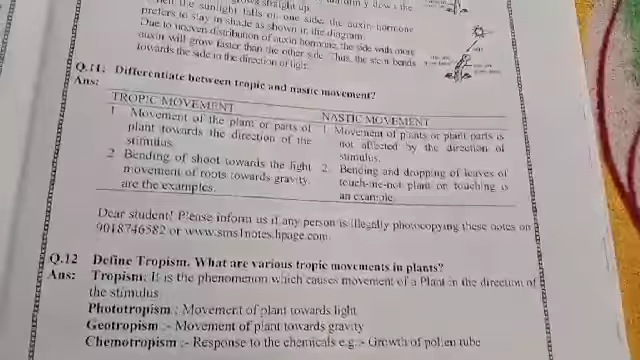 grows straight up.
When the sunlight falls on one side, the auxin hormone
prefers to stay in shade as shown in the diagram.
Due to uneven distribution of auxin hormone, the side with more
auxin will grow faster than the other side. Thus, the stem bends
towards the side in the direction of light.
Q.11: Differentiate between tropic and nastic movement?
Ans:
TROPIC MOVEMENT
1 Movement of the plant or parts of
plant towards the direction of the
stimulus.
2 Bending of shoot towards the light
movement of roots towards gravity.
are the examples.
NASTIC MOVEMENT
1 Movement of plants or plant parts is
not affected by the direction of
stimulus.
2. Bending and dropping of leaves of
touch-me-not plant on touching is
an example.
Dear student! Please inform us if any person is illegally photocopying these notes on
9018746582 or www.sms1notes.hpage.com.
Q.12 Define Tropism. What are various tropic movements in plants?
Ans: Tropism: It is the phenomenon which causes movement of a Plant in the direction of
the stimulus
Phototropism : Movement of plant towards light
Geotropism :- Movement of plant towards gravity
Chemotropism :- Response to the chemicals e.g :- Growth of pollen tube